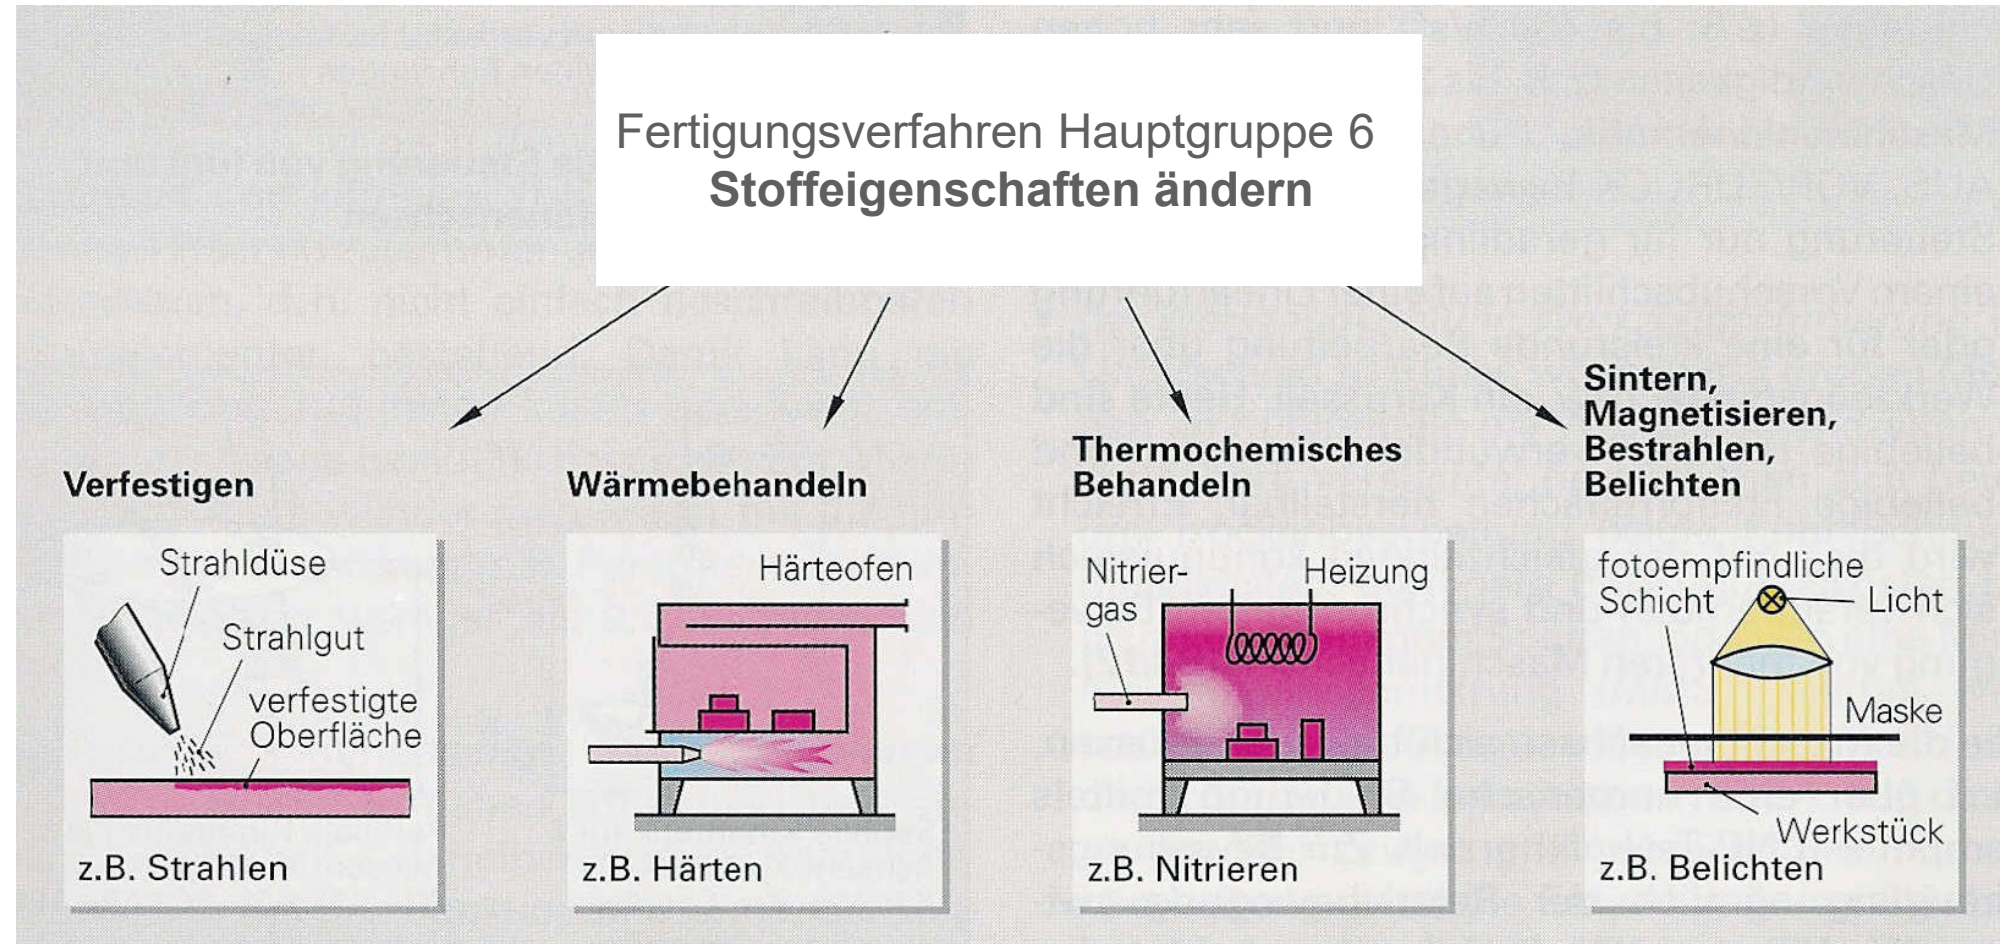 Fertigungsverfahren Hauptgruppe 6
Stoffeigenschaften ändern
Verfestigen
Strahldüse
Strahlgut
verfestigte
Oberfläche
z.B. Strahlen
Wärmebehandeln
Härteofen
z.B. Härten
Thermochemisches
Behandeln
Nitrier-
gas
Heizung
z.B. Nitrieren
Sintern,
Magnetisieren,
Bestrahlen,
Belichten
fotoempfindliche
Schicht
Licht
Maske
Werkstück
z.B. Belichten